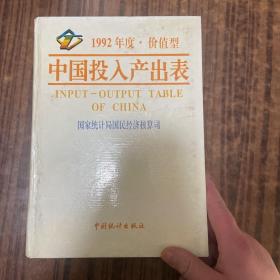 1992年度·价值型
中国投入产出表
INPUT-OUTPUT TABLE
OF CHINA
国家统计局国民经济核算司
中国统计出版社